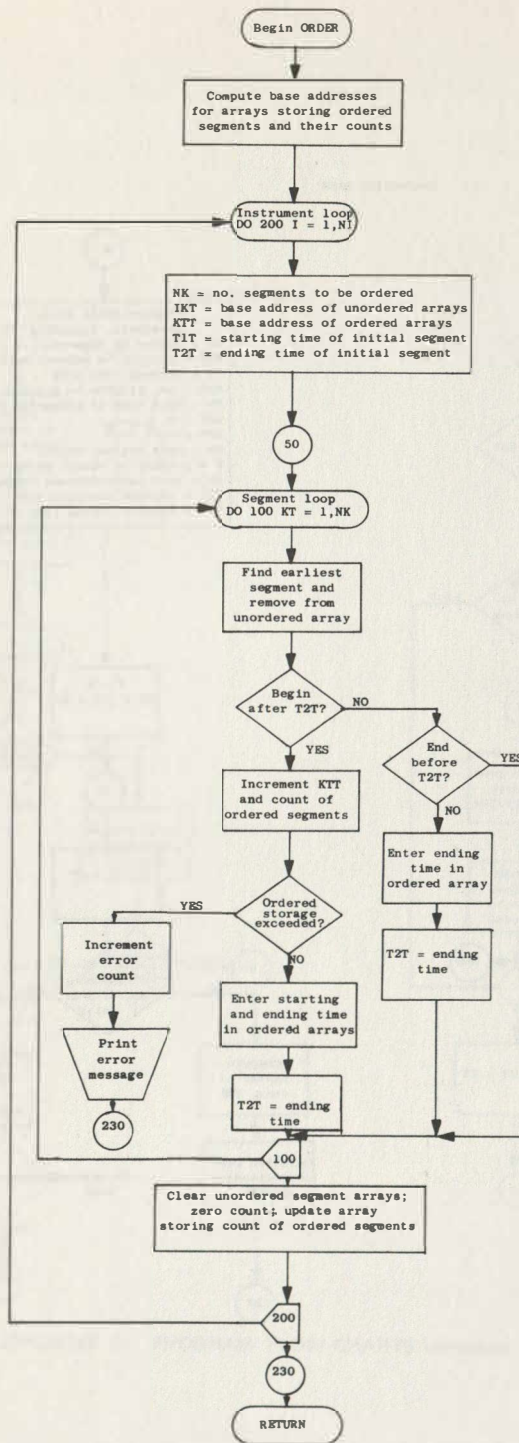 Begin ORDER
Compute base addresses
for arrays storing ordered
segments and their counts
Instrument loop
DO 200 I = 1,NI
NK = no. segments to be ordered
IKT = base address of unordered arrays
KTT = base address of ordered arrays
T1T = starting time of initial segment
T2T = ending time of initial segment
50
Segment loop
DO 100 KT = 1,NK
Find earliest
segment and
remove from
unordered array
Begin
after T2T?
NO
YES
End
before
T2T?
YES
NO
Increment KTT
and count of
ordered segments
Enter ending
time in
ordered array
Ordered
storage
exceeded?
YES
NO
T2T = ending
time
Increment
error
count
Enter starting
and ending time
in ordered arrays
Print
error
message
T2T = ending
time
230
100
Clear unordered segment arrays;
zero count; update array
storing count of ordered segments
200
230
RETURN